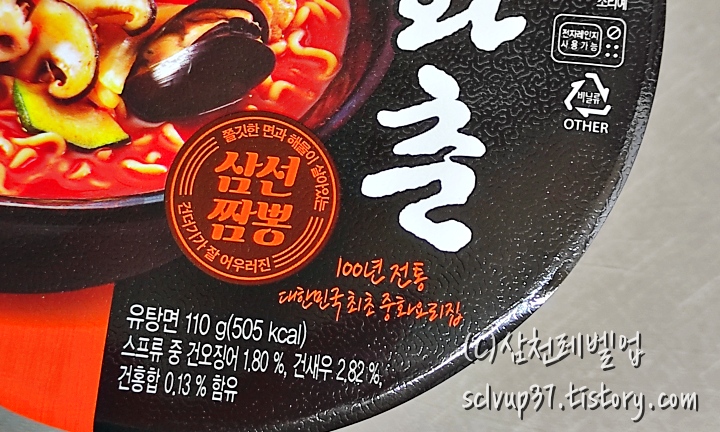 조리예
전자레인지
사용가능
비닐류
OTHER
춘
쫄깃한 면과 해물이 살아있는
삼선
짬뽕
건더기가 잘 어우러진
100년 전통
대한민국 최초 중화요리집
유탕면 110 g(505 kcal)
스프류 중 건오징어 1.80 %, 건새우 2.82 %,
건홍합 0.13 % 함유
(C)삼천레벨업
sclvup37.tistory.com